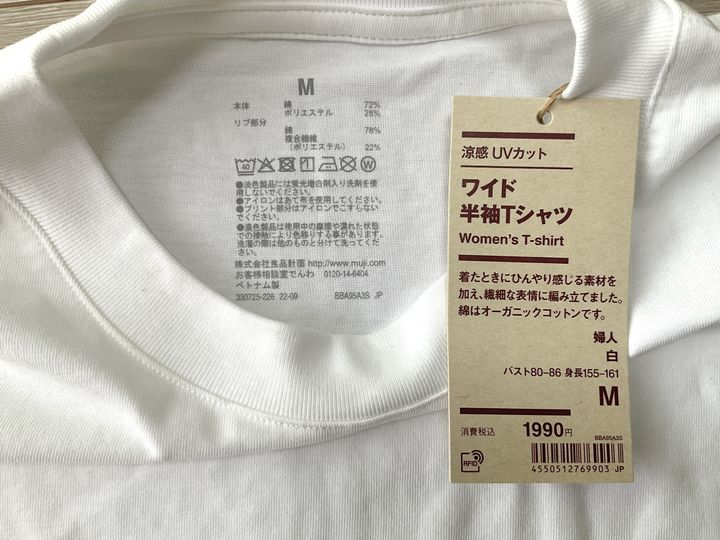 M
本体 綿 72%
ポリエステル 28%
リブ部分
綿 78%
複合繊維
(ポリエステル) 22%
40 W
●淡色製品には蛍光増白剤入り洗剤を使
用しないでください。
●アイロンはあて布を使用してください。
●プリント部分はアイロンでこすらない
でください。
●濃色製品は使用中の摩擦や濡れた状態
での接触により色移りする事があります。
洗濯の際は他のものと分けて洗ってくだ
さい。
株式会社良品計画 http://www.muji.com
お客様相談室でんわ 0120-14-6404
ベトナム製
330725-226 22-09 BBA95A3S JP
涼感 UVカット
ワイド
半袖Tシャツ
Women's T-shirt
着たときにひんやり感じる素材を
加え、繊細な表情に編み立てました。
綿はオーガニックコットンです。
婦人
白
バスト80-86 身長155-161
M
消費税込 1990円
BBA95A3S
RFID
4550512769903 JP